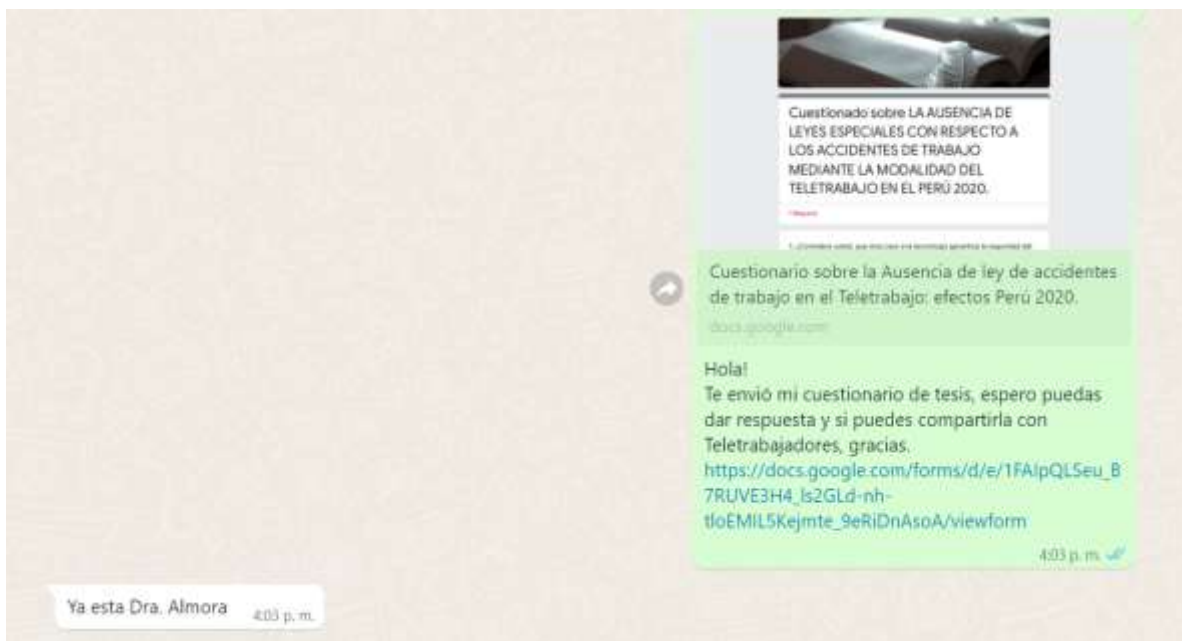 Cuestionado sobre LA AUSENCIA DE
LEYES ESPECIALES CON RESPECTO A
LOS ACCIDENTES DE TRABAJO
MEDIANTE LA MODALIDAD DEL
TELETRABAJO EN EL PERÚ 2020.
Cuestionario sobre la Ausencia de ley de accidentes
de trabajo en el Teletrabajo: efectos Perú 2020.
docs.google.com
Hola!
Te envió mi cuestionario de tesis, espero puedas
dar respuesta y si puedes compartirla con
Teletrabajadores, gracias.
https://docs.google.com/forms/d/e/1FAIpQLSeu_B
7RUVE3H4_ls2GLd-nh-
tloEMIL5Kejmte_9eRiDnAsoA/viewform
4:03 p. m.
Ya esta Dra. Almora 4:03 p. m.